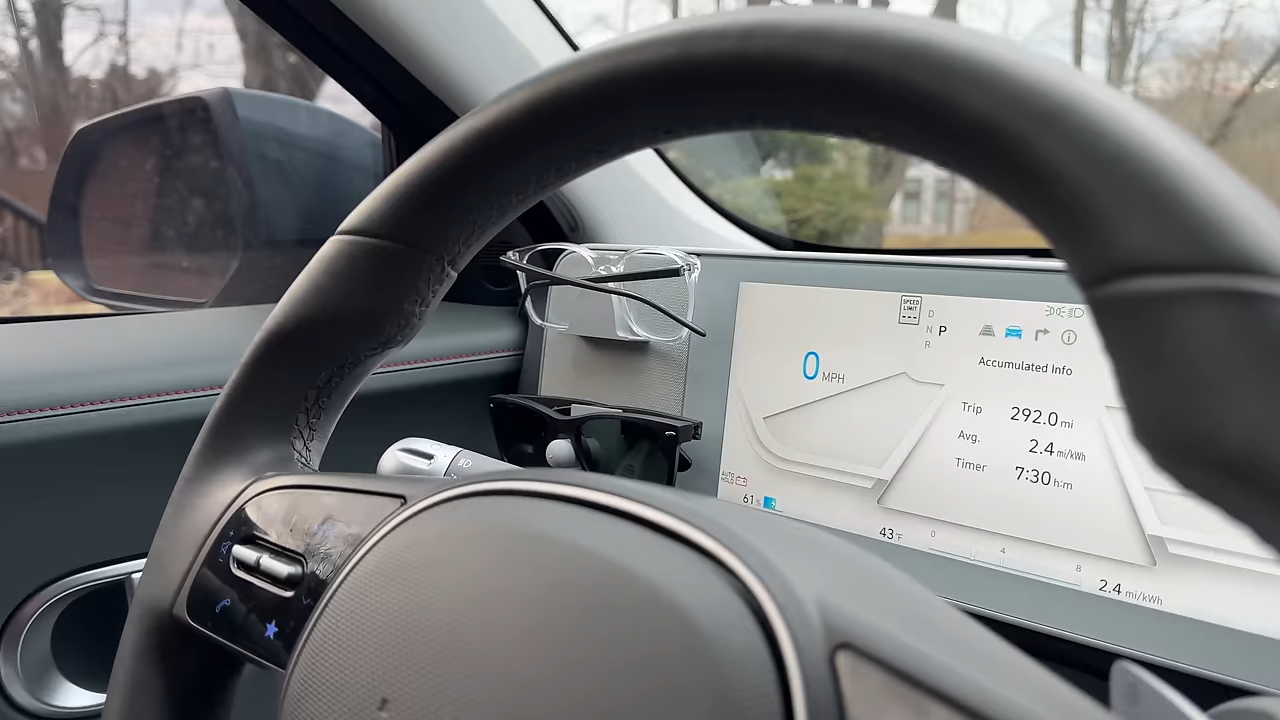 SPEED
LIMIT
---
D
N P
R
0 MPH
Accumulated Info
Trip 292.0 mi
Avg. 2.4 mi/kWh
Timer 7:30 h:m
AUTO
HOLD
61%
43°F
0 4 8
2.4 mi/kWh